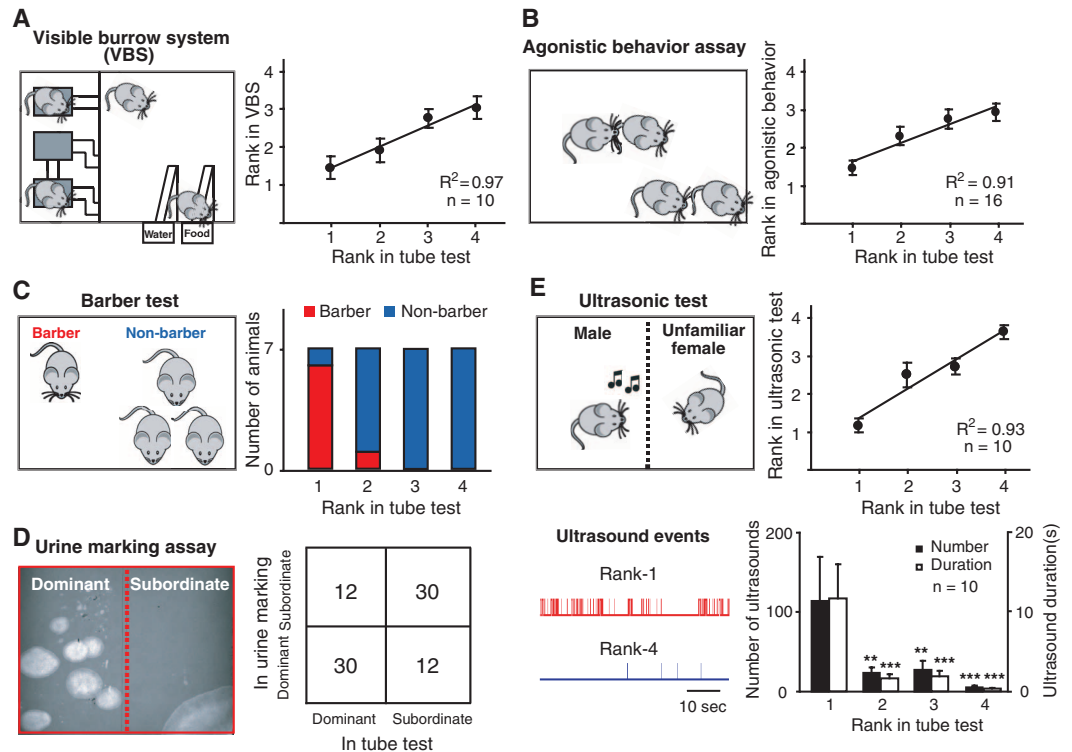 A
Visible burrow system
(VBS)
Water
Food
Rank in VBS
4
3
2
1
R² = 0.97
n = 10
1 2 3 4
Rank in tube test
B
Agonistic behavior assay
Rank in agonistic behavior
4
3
2
1
R² = 0.91
n = 16
1 2 3 4
Rank in tube test
C
Barber test
Barber
Non-barber
Barber Non-barber
Number of animals
7
0
1 2 3 4
Rank in tube test
E
Ultrasonic test
Male
Unfamiliar
female
Rank in ultrasonic test
4
3
2
1
R² = 0.93
n = 10
1 2 3 4
Rank in tube test
D
Urine marking assay
Dominant
Subordinate
In urine marking
Dominant Subordinate
12 30
30 12
Dominant Subordinate
In tube test
Ultrasound events
Rank-1
Rank-4
10 sec
Number of ultrasounds
200
100
0
Number
Duration
n = 10
** *** ** *** *** ***
20
10
0
Ultrasound duration(s)
1 2 3 4
Rank in tube test